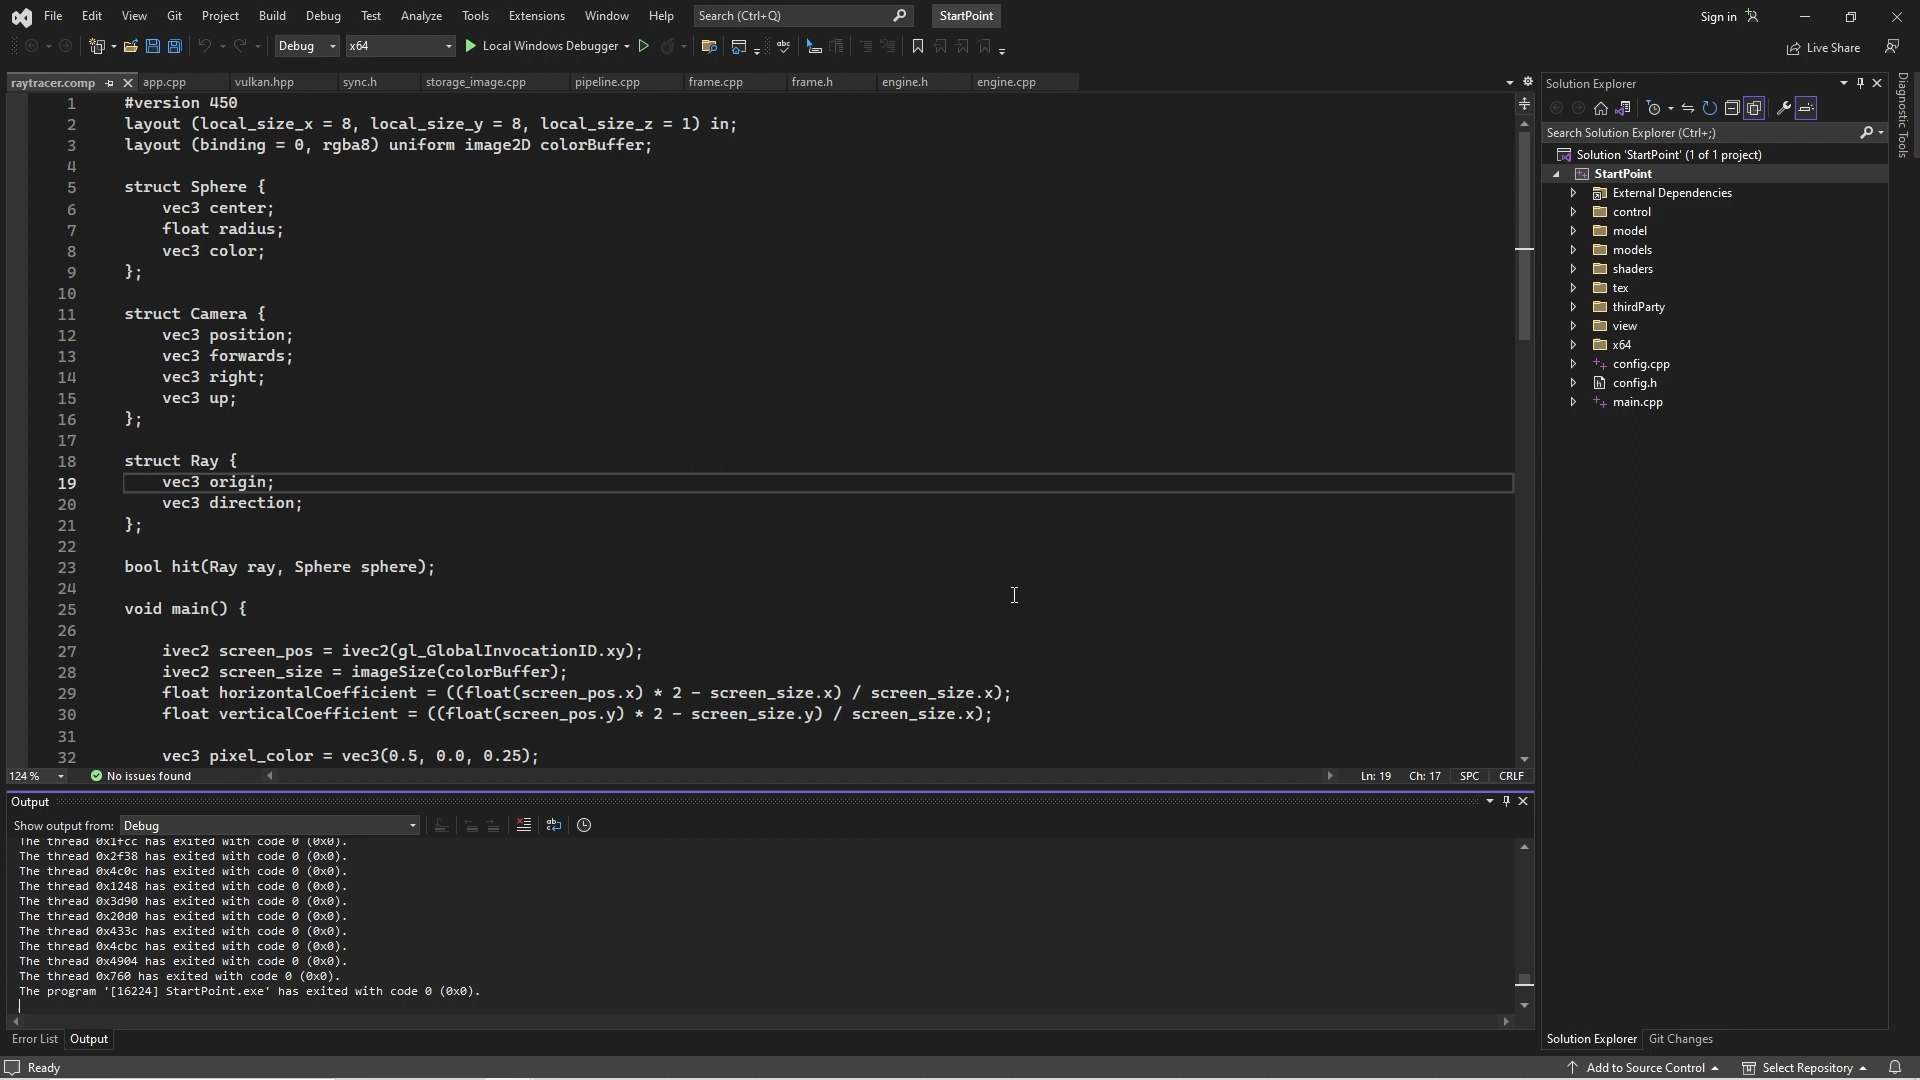 File Edit View Git Project Build Debug Test Analyze Tools Extensions Window Help Search (Ctrl+Q) StartPoint Sign in
Debug x64 Local Windows Debugger Live Share
raytracer.comp app.cpp vulkan.hpp sync.h storage_image.cpp pipeline.cpp frame.cpp frame.h engine.h engine.cpp
1 #version 450
2 layout (local_size_x = 8, local_size_y = 8, local_size_z = 1) in;
3 layout (binding = 0, rgba8) uniform image2D colorBuffer;
4
5 struct Sphere {
6 vec3 center;
7 float radius;
8 vec3 color;
9 };
10
11 struct Camera {
12 vec3 position;
13 vec3 forwards;
14 vec3 right;
15 vec3 up;
16 };
17
18 struct Ray {
19 vec3 origin;
20 vec3 direction;
21 };
22
23 bool hit(Ray ray, Sphere sphere);
24
25 void main() {
26
27 ivec2 screen_pos = ivec2(gl_GlobalInvocationID.xy);
28 ivec2 screen_size = imageSize(colorBuffer);
29 float horizontalCoefficient = ((float(screen_pos.x) * 2 - screen_size.x) / screen_size.x);
30 float verticalCoefficient = ((float(screen_pos.y) * 2 - screen_size.y) / screen_size.x);
31
32 vec3 pixel_color = vec3(0.5, 0.0, 0.25);
124 % No issues found Ln: 19 Ch: 17 SPC CRLF
Output
Show output from: Debug
The thread 0x1fcc has exited with code 0 (0x0).
The thread 0x2f38 has exited with code 0 (0x0).
The thread 0x4c0c has exited with code 0 (0x0).
The thread 0x1248 has exited with code 0 (0x0).
The thread 0x3d90 has exited with code 0 (0x0).
The thread 0x20d0 has exited with code 0 (0x0).
The thread 0x433c has exited with code 0 (0x0).
The thread 0x4cbc has exited with code 0 (0x0).
The thread 0x4904 has exited with code 0 (0x0).
The thread 0x760 has exited with code 0 (0x0).
The program '[16224] StartPoint.exe' has exited with code 0 (0x0).
Error List Output
Solution Explorer
Search Solution Explorer (Ctrl+;)
Solution 'StartPoint' (1 of 1 project)
StartPoint
External Dependencies
control
model
models
shaders
tex
thirdParty
view
x64
config.cpp
config.h
main.cpp
Solution Explorer Git Changes
Diagnostic Tools
Ready Add to Source Control Select Repository